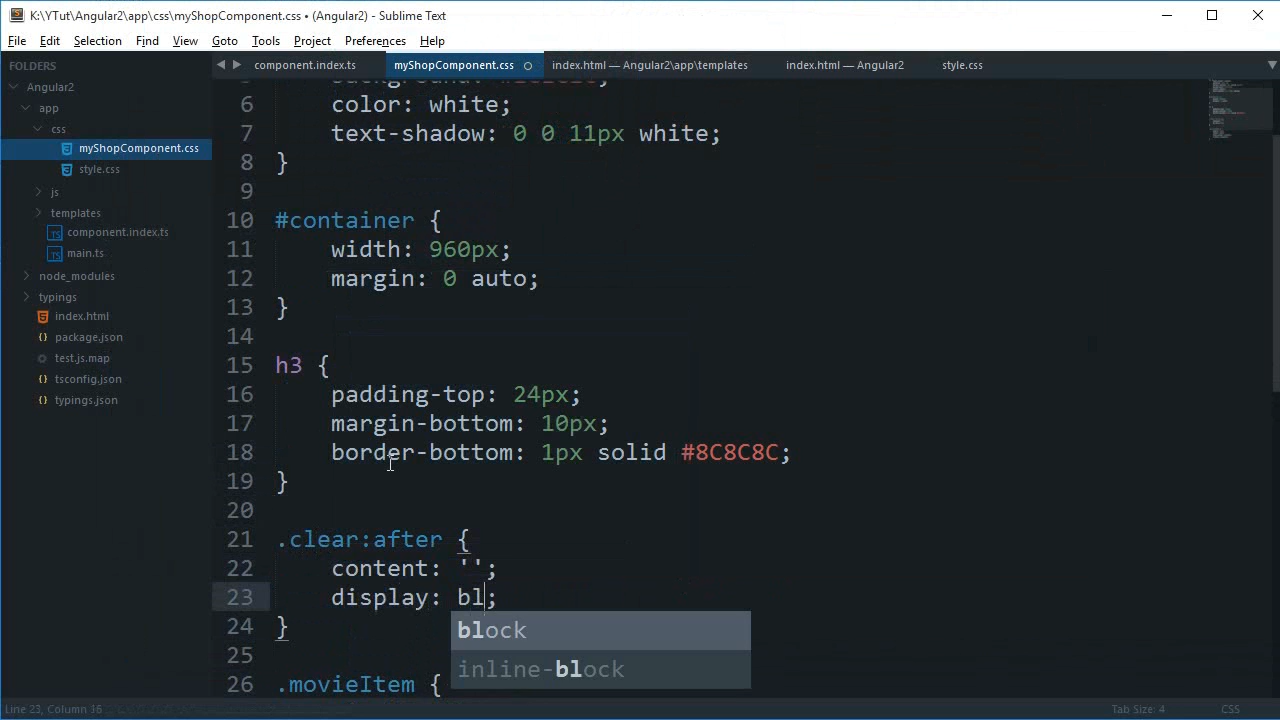 K:\YTut\Angular2\app\css\myShopComponent.css • (Angular2) - Sublime Text
File Edit Selection Find View Goto Tools Project Preferences Help
FOLDERS
Angular2
app
css
myShopComponent.css
style.css
js
templates
component.index.ts
main.ts
node_modules
typings
index.html
package.json
test.js.map
tsconfig.json
typings.json
component.index.ts myShopComponent.css index.html — Angular2\app\templates index.html — Angular2 style.css
6 color: white;
7 text-shadow: 0 0 11px white;
8 }
9
10 #container {
11 width: 960px;
12 margin: 0 auto;
13 }
14
15 h3 {
16 padding-top: 24px;
17 margin-bottom: 10px;
18 border-bottom: 1px solid #8C8C8C;
19 }
20
21 .clear:after {
22 content: '';
23 display: bl;
24 }
block
25
inline-block
26 .movieItem {
Line 23, Column 16 Tab Size: 4 CSS